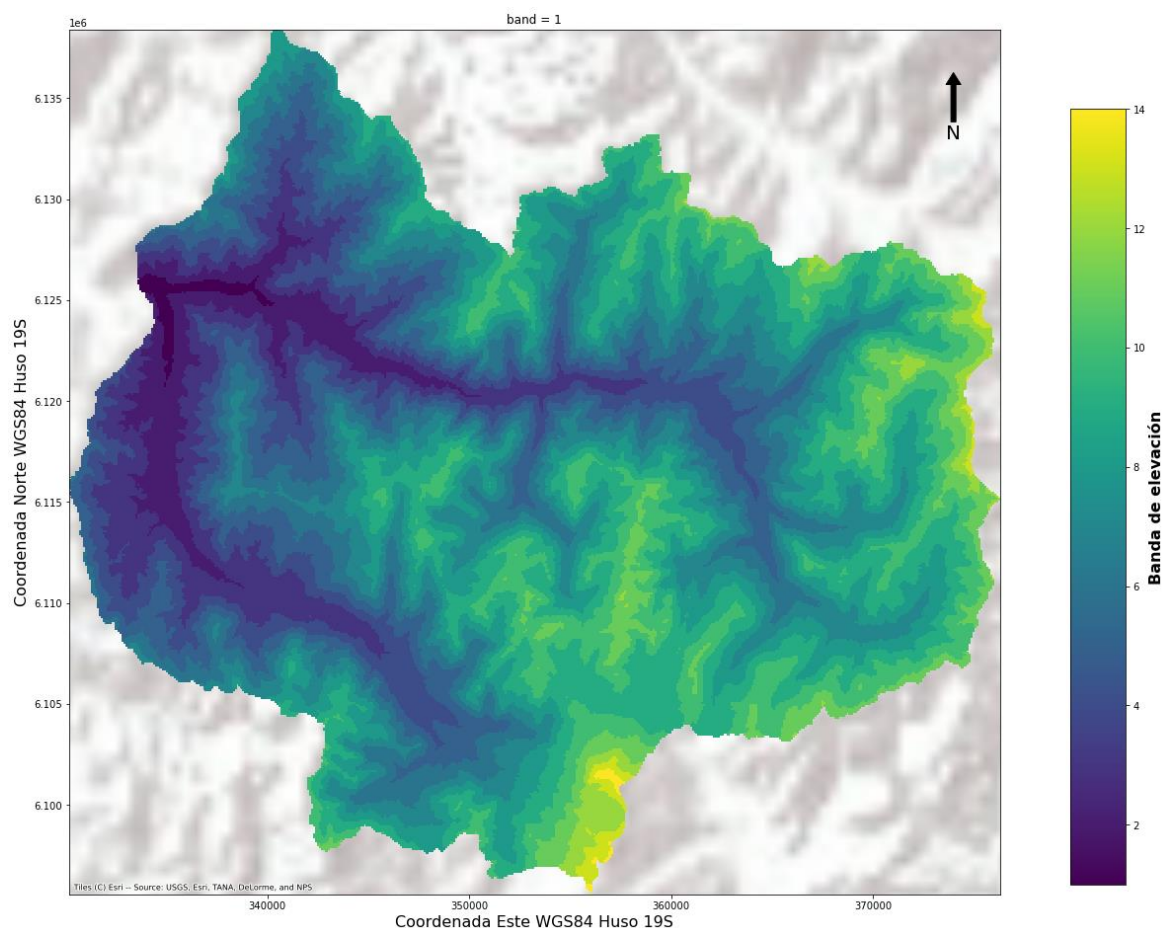 band = 1
1e6
6.135
6.130
6.125
6.120
6.115
6.110
6.105
6.100
Coordenada Norte WGS84 Huso 19S
N
Tiles (C) Esri -- Source: USGS, Esri, TANA, DeLorme, and NPS
340000 350000 360000 370000
Coordenada Este WGS84 Huso 19S
14
12
10
8
6
4
2
Banda de elevación